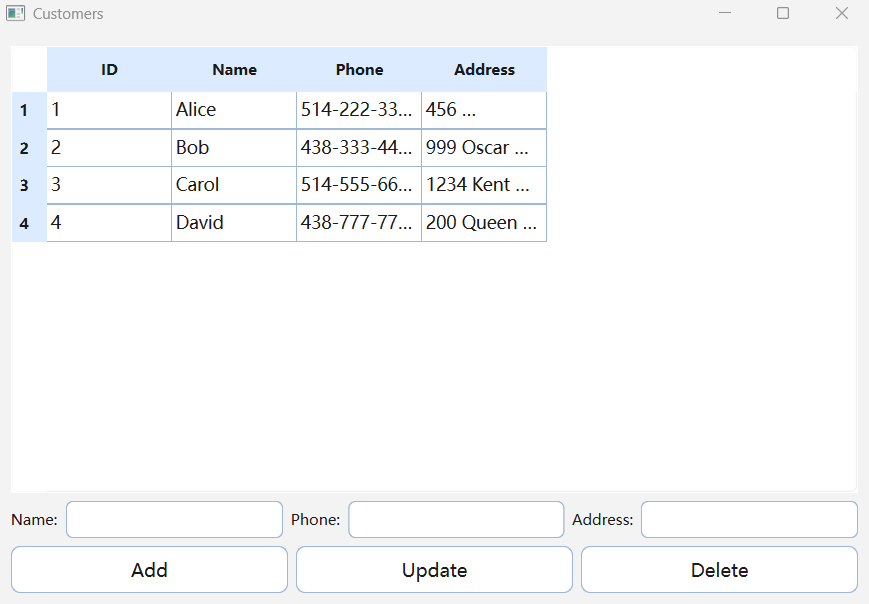 Customers
ID Name Phone Address
1 1 Alice 514-222-33... 456 ...
2 2 Bob 438-333-44... 999 Oscar ...
3 3 Carol 514-555-66... 1234 Kent ...
4 4 David 438-777-77... 200 Queen ...
Name: Phone: Address:
Add Update Delete